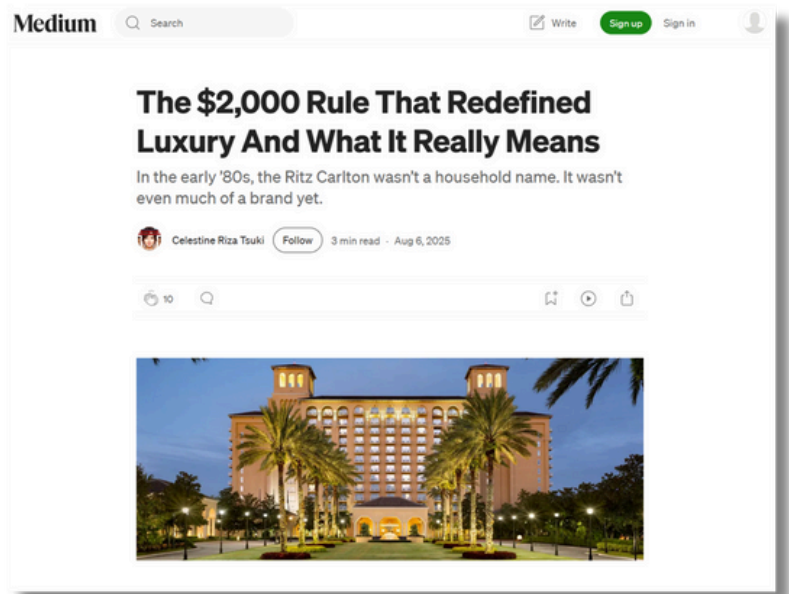 Medium
Search
Write
Sign up
Sign in
The $2,000 Rule That Redefined
Luxury And What It Really Means
In the early '80s, the Ritz Carlton wasn't a household name. It wasn't
even much of a brand yet.
Celestine Riza Tsuki
Follow
3 min read · Aug 6, 2025
10